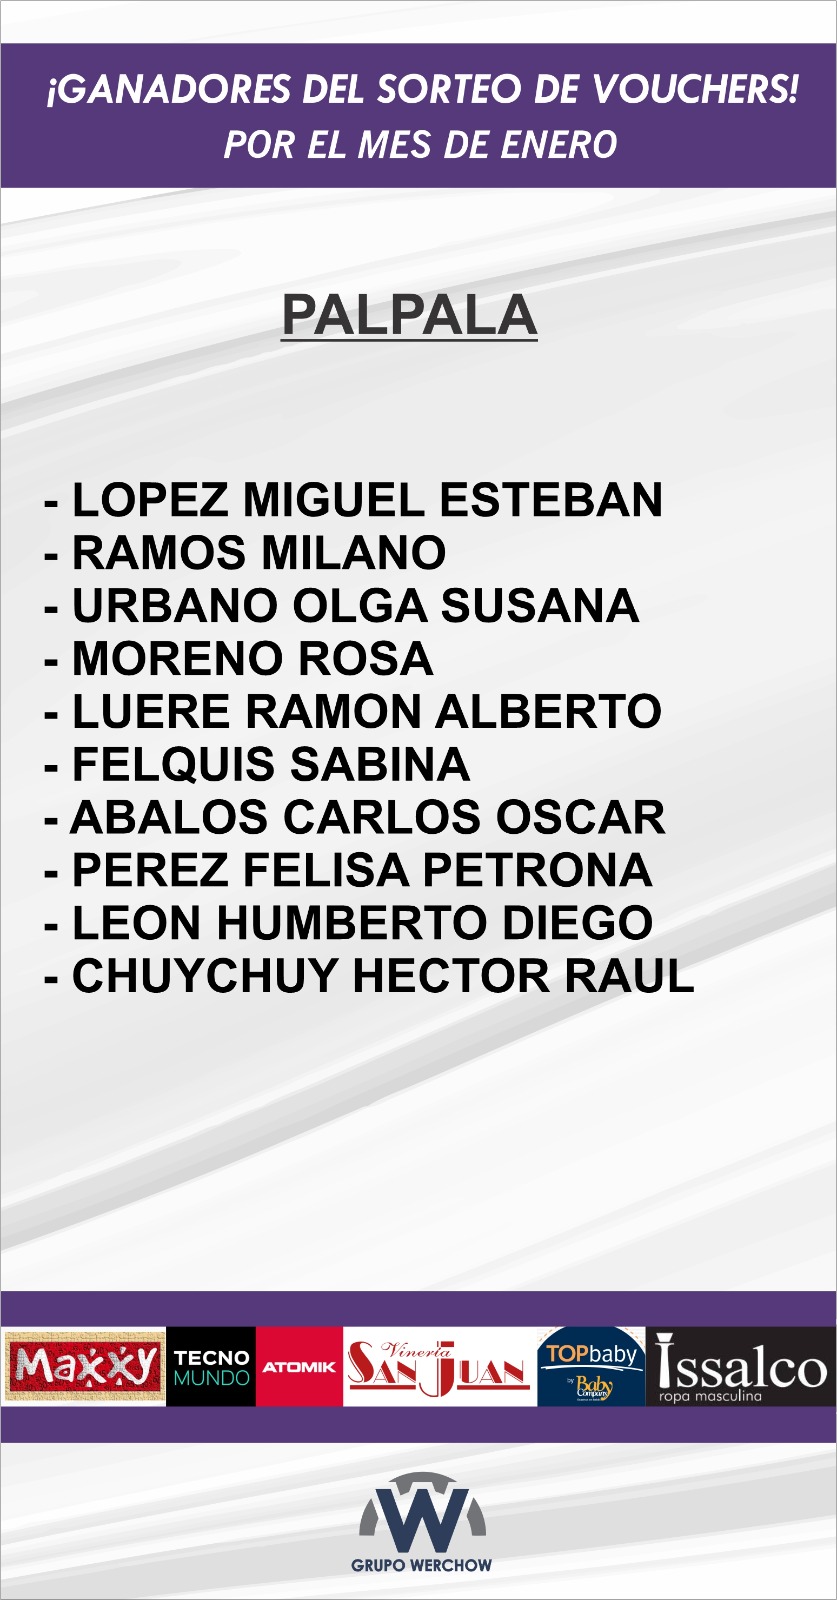 ¡GANADORES DEL SORTEO DE VOUCHERS!
POR EL MES DE ENERO
PALPALA
- LOPEZ MIGUEL ESTEBAN
- RAMOS MILANO
- URBANO OLGA SUSANA
- MORENO ROSA
- LUERE RAMON ALBERTO
- FELQUIS SABINA
- ABALOS CARLOS OSCAR
- PEREZ FELISA PETRONA
- LEON HUMBERTO DIEGO
- CHUYCHUY HECTOR RAUL
Maxxy
TECNO
MUNDO
ATOMIK
Vinería
SAN JUAN
TOPbaby
by Baby
Company
Issalco
ropa masculina
W
GRUPO WERCHOW